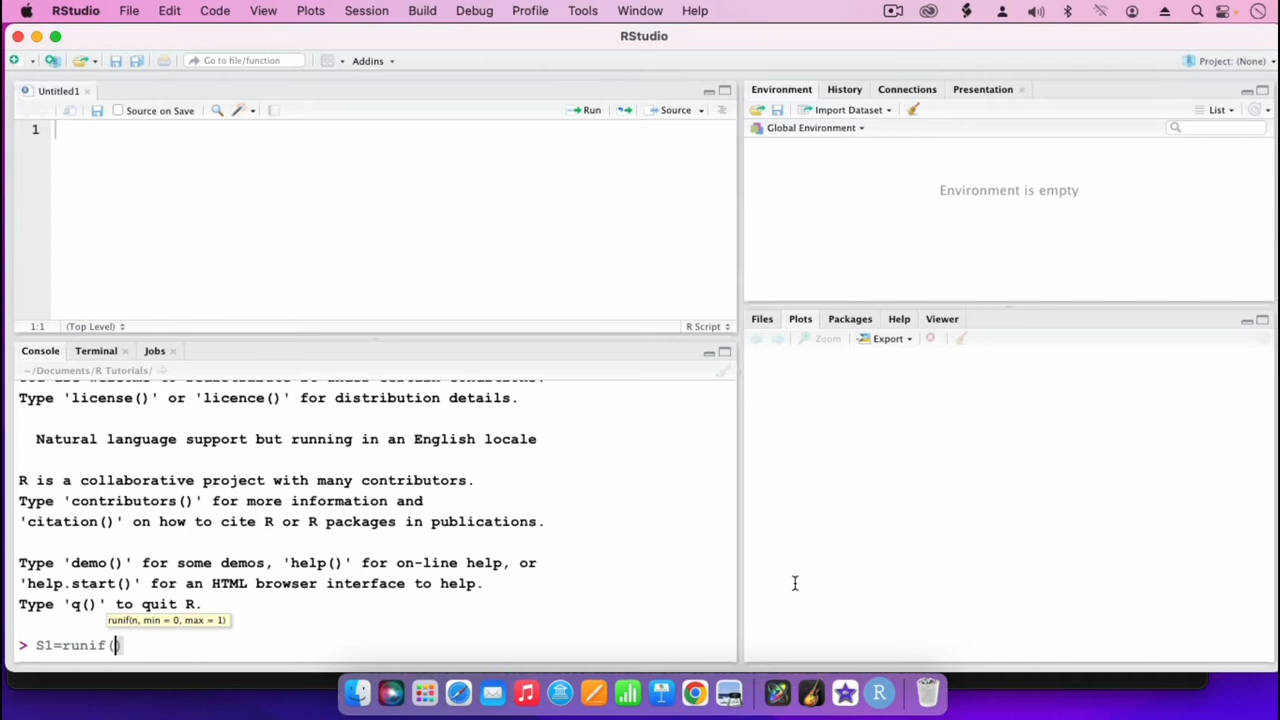 RStudio File Edit Code View Plots Session Build Debug Profile Tools Window Help
RStudio
Go to file/function Addins Project: (None)
Untitled1
Source on Save Run Source
1
1:1 (Top Level) R Script
Console Terminal Jobs
~/Documents/R Tutorials/
Type 'license()' or 'licence()' for distribution details.
Natural language support but running in an English locale
R is a collaborative project with many contributors.
Type 'contributors()' for more information and
'citation()' on how to cite R or R packages in publications.
Type 'demo()' for some demos, 'help()' for on-line help, or
'help.start()' for an HTML browser interface to help.
Type 'q()' to quit R.
runif(n, min = 0, max = 1)
> S1=runif()
Environment History Connections Presentation
Import Dataset List
Global Environment
Environment is empty
Files Plots Packages Help Viewer
Zoom Export
R